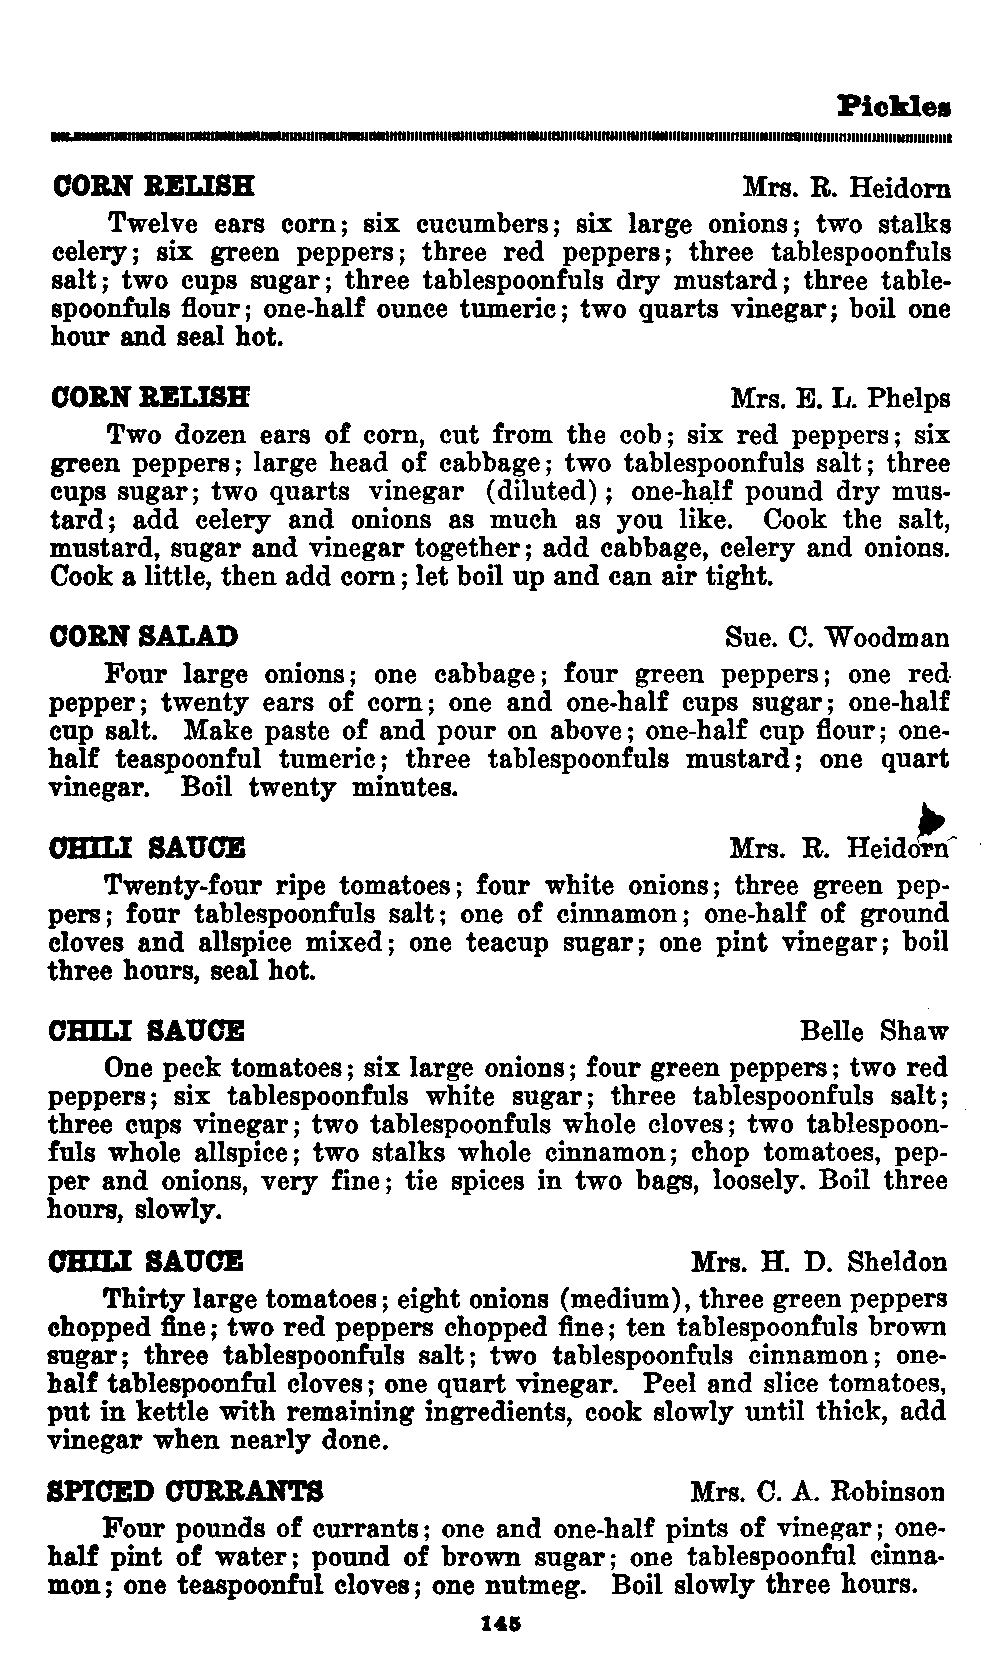 Pickles
CORN RELISH Mrs. R. Heidorn
Twelve ears corn; six cucumbers; six large onions; two stalks
celery; six green peppers; three red peppers; three tablespoonfuls
salt; two cups sugar; three tablespoonfuls dry mustard; three table-
spoonfuls flour; one-half ounce tumeric; two quarts vinegar; boil one
hour and seal hot.
CORN RELISH Mrs. E. L. Phelps
Two dozen ears of corn, cut from the cob; six red peppers; six
green peppers; large head of cabbage; two tablespoonfuls salt; three
cups sugar; two quarts vinegar (diluted); one-half pound dry mus-
tard; add celery and onions as much as you like. Cook the salt,
mustard, sugar and vinegar together; add cabbage, celery and onions.
Cook a little, then add corn; let boil up and can air tight.
CORN SALAD Sue. C. Woodman
Four large onions; one cabbage; four green peppers; one red
pepper; twenty ears of corn; one and one-half cups sugar; one-half
cup salt. Make paste of and pour on above; one-half cup flour; one-
half teaspoonful tumeric; three tablespoonfuls mustard; one quart
vinegar. Boil twenty minutes.
CHILI SAUCE Mrs. R. Heidorn
Twenty-four ripe tomatoes; four white onions; three green pep-
pers; four tablespoonfuls salt; one of cinnamon; one-half of ground
cloves and allspice mixed; one teacup sugar; one pint vinegar; boil
three hours, seal hot.
CHILI SAUCE Belle Shaw
One peck tomatoes; six large onions; four green peppers; two red
peppers; six tablespoonfuls white sugar; three tablespoonfuls salt;
three cups vinegar; two tablespoonfuls whole cloves; two tablespoon-
fuls whole allspice; two stalks whole cinnamon; chop tomatoes, pep-
per and onions, very fine; tie spices in two bags, loosely. Boil three
hours, slowly.
CHILI SAUCE Mrs. H. D. Sheldon
Thirty large tomatoes; eight onions (medium), three green peppers
chopped fine; two red peppers chopped fine; ten tablespoonfuls brown
sugar; three tablespoonfuls salt; two tablespoonfuls cinnamon; one-
half tablespoonful cloves; one quart vinegar. Peel and slice tomatoes,
put in kettle with remaining ingredients, cook slowly until thick, add
vinegar when nearly done.
SPICED CURRANTS Mrs. C. A. Robinson
Four pounds of currants; one and one-half pints of vinegar; one-
half pint of water; pound of brown sugar; one tablespoonful cinna-
mon; one teaspoonful cloves; one nutmeg. Boil slowly three hours.
145